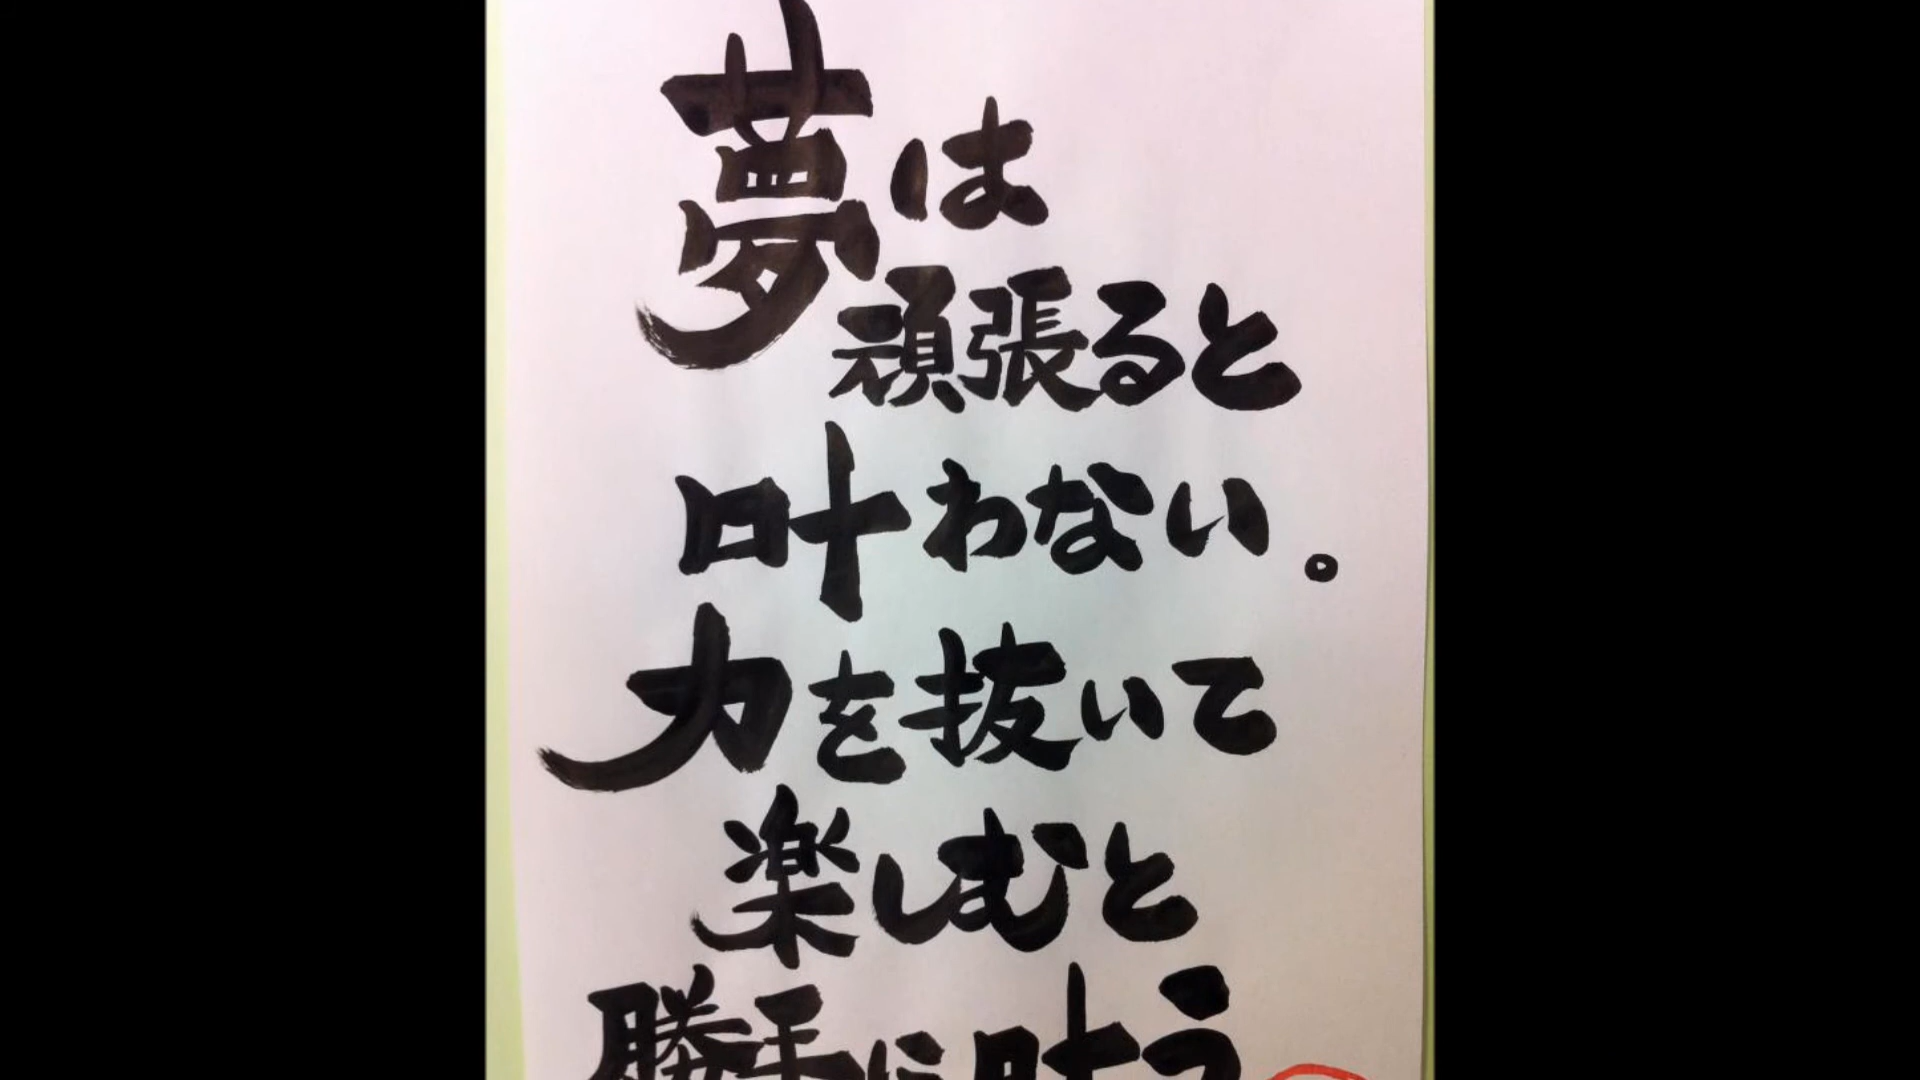 夢は
頑張ると
叶わない。
力を抜いて
楽しむと
勝手に叶う